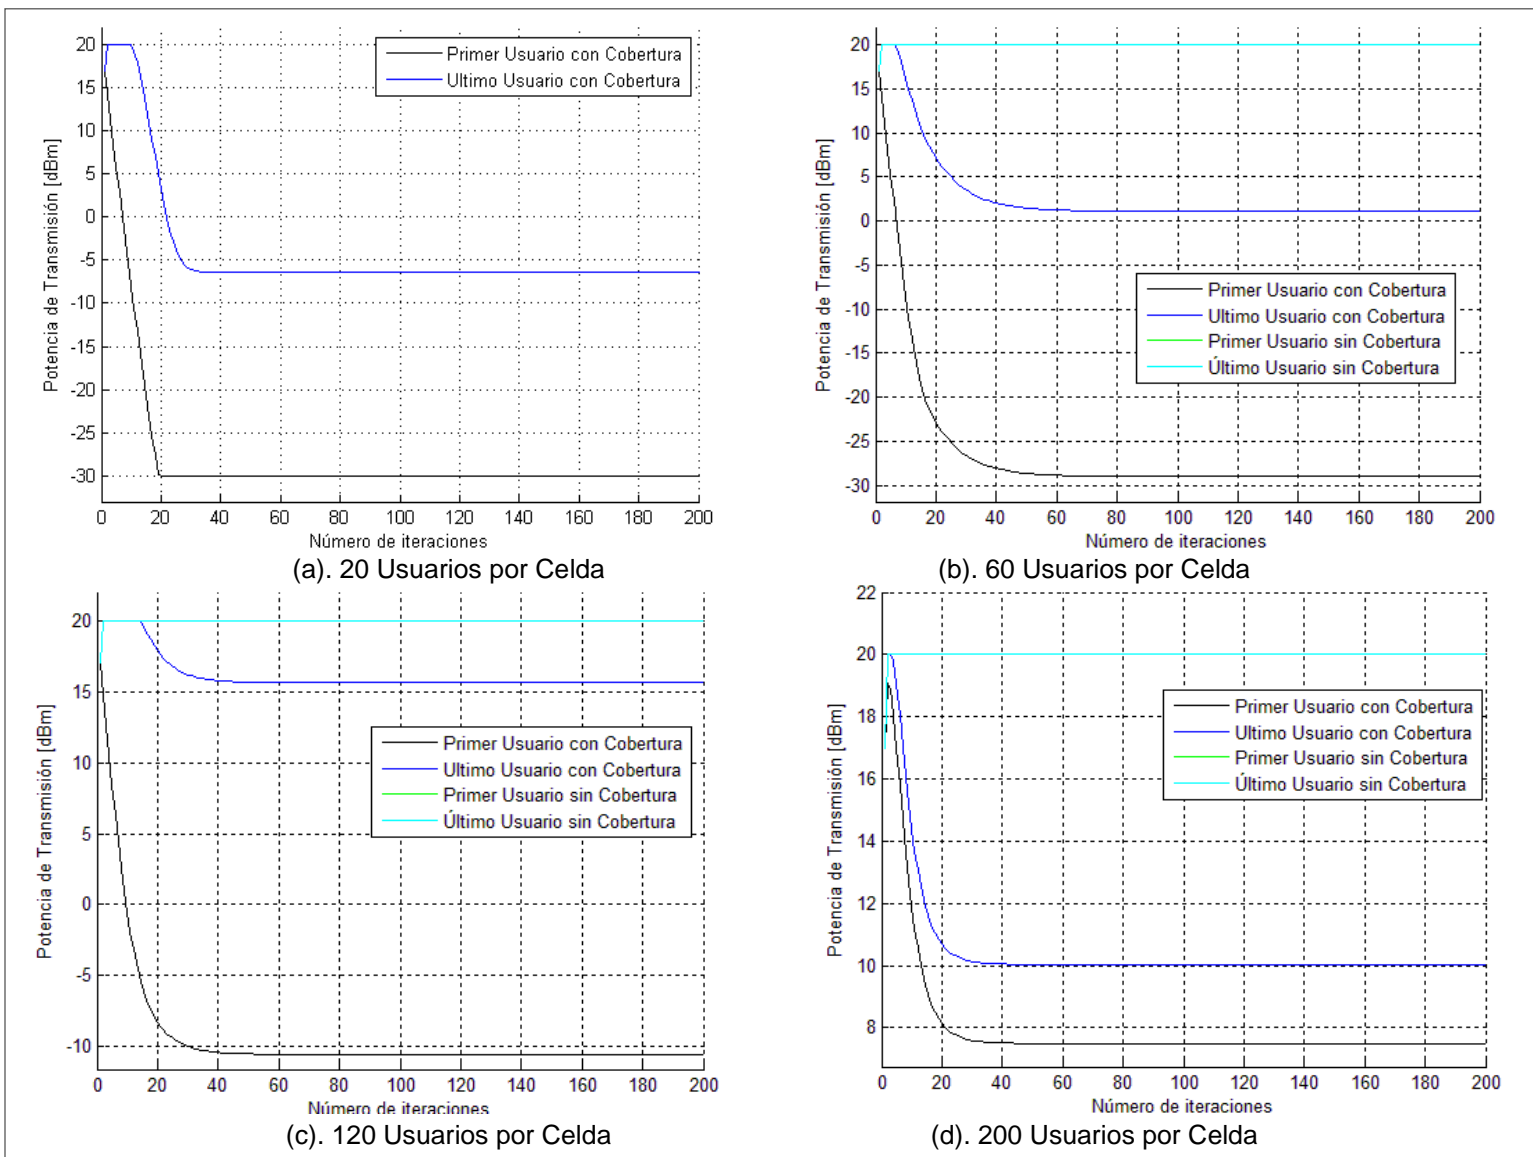 20
15
10
5
0
-5
-10
-15
-20
-25
-30
Potencia de Transmisión [dBm]
Primer Usuario con Cobertura
Ultimo Usuario con Cobertura
0 20 40 60 80 100 120 140 160 180 200
Número de iteraciones
(a). 20 Usuarios por Celda
20
15
10
5
0
-5
-10
-15
-20
-25
-30
Potencia de Transmisión [dBm]
Primer Usuario con Cobertura
Ultimo Usuario con Cobertura
Primer Usuario sin Cobertura
Último Usuario sin Cobertura
0 20 40 60 80 100 120 140 160 180 200
Número de iteraciones
(b). 60 Usuarios por Celda
20
15
10
5
0
-5
-10
Potencia de Transmisión [dBm]
Primer Usuario con Cobertura
Ultimo Usuario con Cobertura
Primer Usuario sin Cobertura
Último Usuario sin Cobertura
0 20 40 60 80 100 120 140 160 180 200
Número de iteraciones
(c). 120 Usuarios por Celda
22
20
18
16
14
12
10
8
Potencia de Transmisión [dBm]
Primer Usuario con Cobertura
Ultimo Usuario con Cobertura
Primer Usuario sin Cobertura
Último Usuario sin Cobertura
0 20 40 60 80 100 120 140 160 180 200
Número de iteraciones
(d). 200 Usuarios por Celda